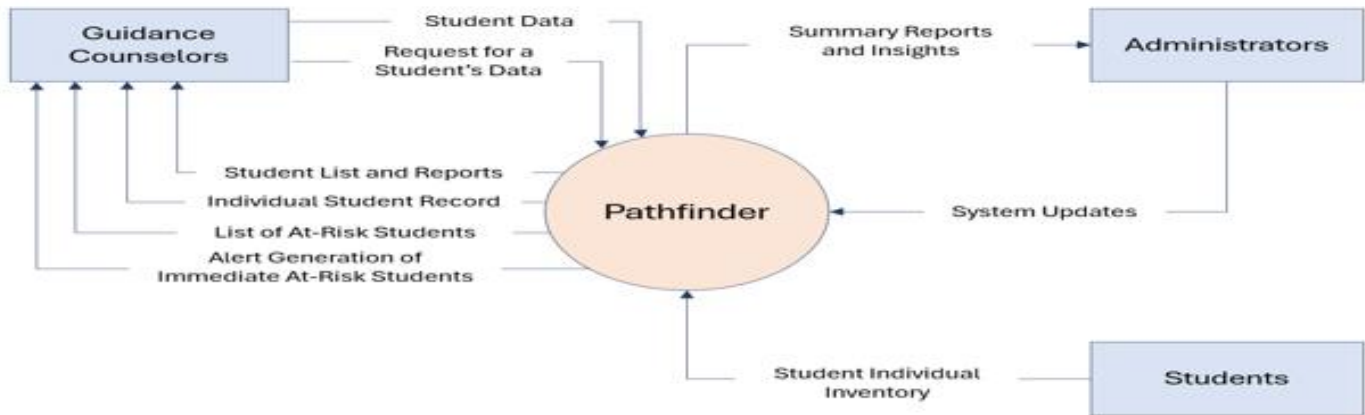 Guidance
Counselors
Student Data
Request for a
Student's Data
Summary Reports
and Insights
Administrators
Student List and Reports
Individual Student Record
List of At-Risk Students
Alert Generation of
Immediate At-Risk Students
Pathfinder
System Updates
Student Individual
Inventory
Students